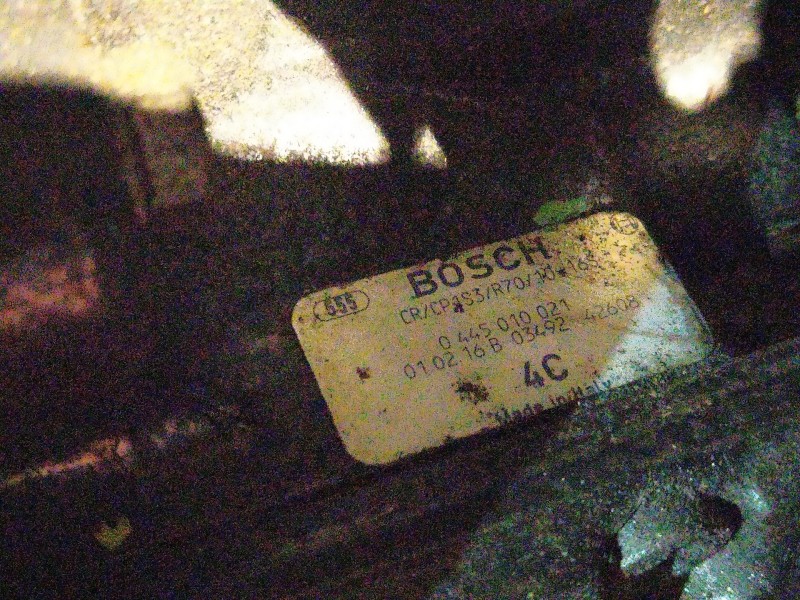 555
BOSCH
CR/CP1S3/R70/10-16S
0 445 010 021
01 02 16 B 03492 42608
4C
Made in Italy